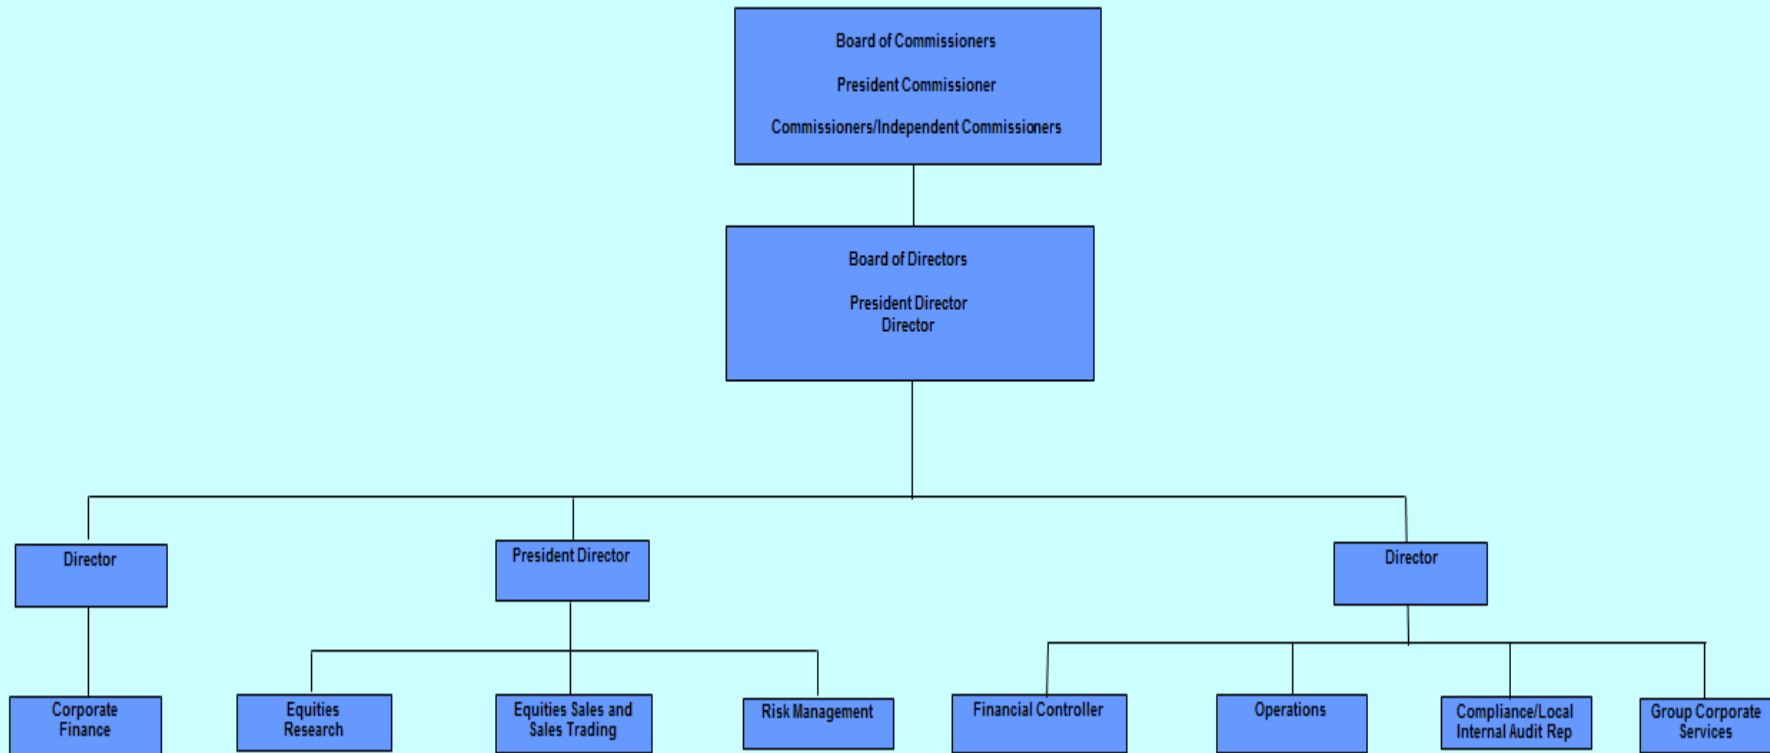 Board of Commissioners
President Commissioner
Commissioners/Independent Commissioners
Board of Directors
President Director
Director
Director
President Director
Director
Corporate
Finance
Equities
Research
Equities Sales and
Sales Trading
Risk Management
Financial Controller
Operations
Compliance/Local
Internal Audit Rep
Group Corporate
Services